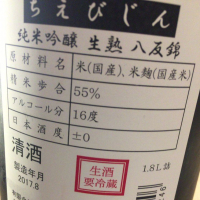 ちえびじん
純米吟醸 生熟 八反錦
原材料名 米(国産)、米麹(国産米)
精米歩合 55%
アルコール分 16度
日本酒度 ±0
清酒
製造年月
2017.8
生酒
要冷蔵
1.8L詰